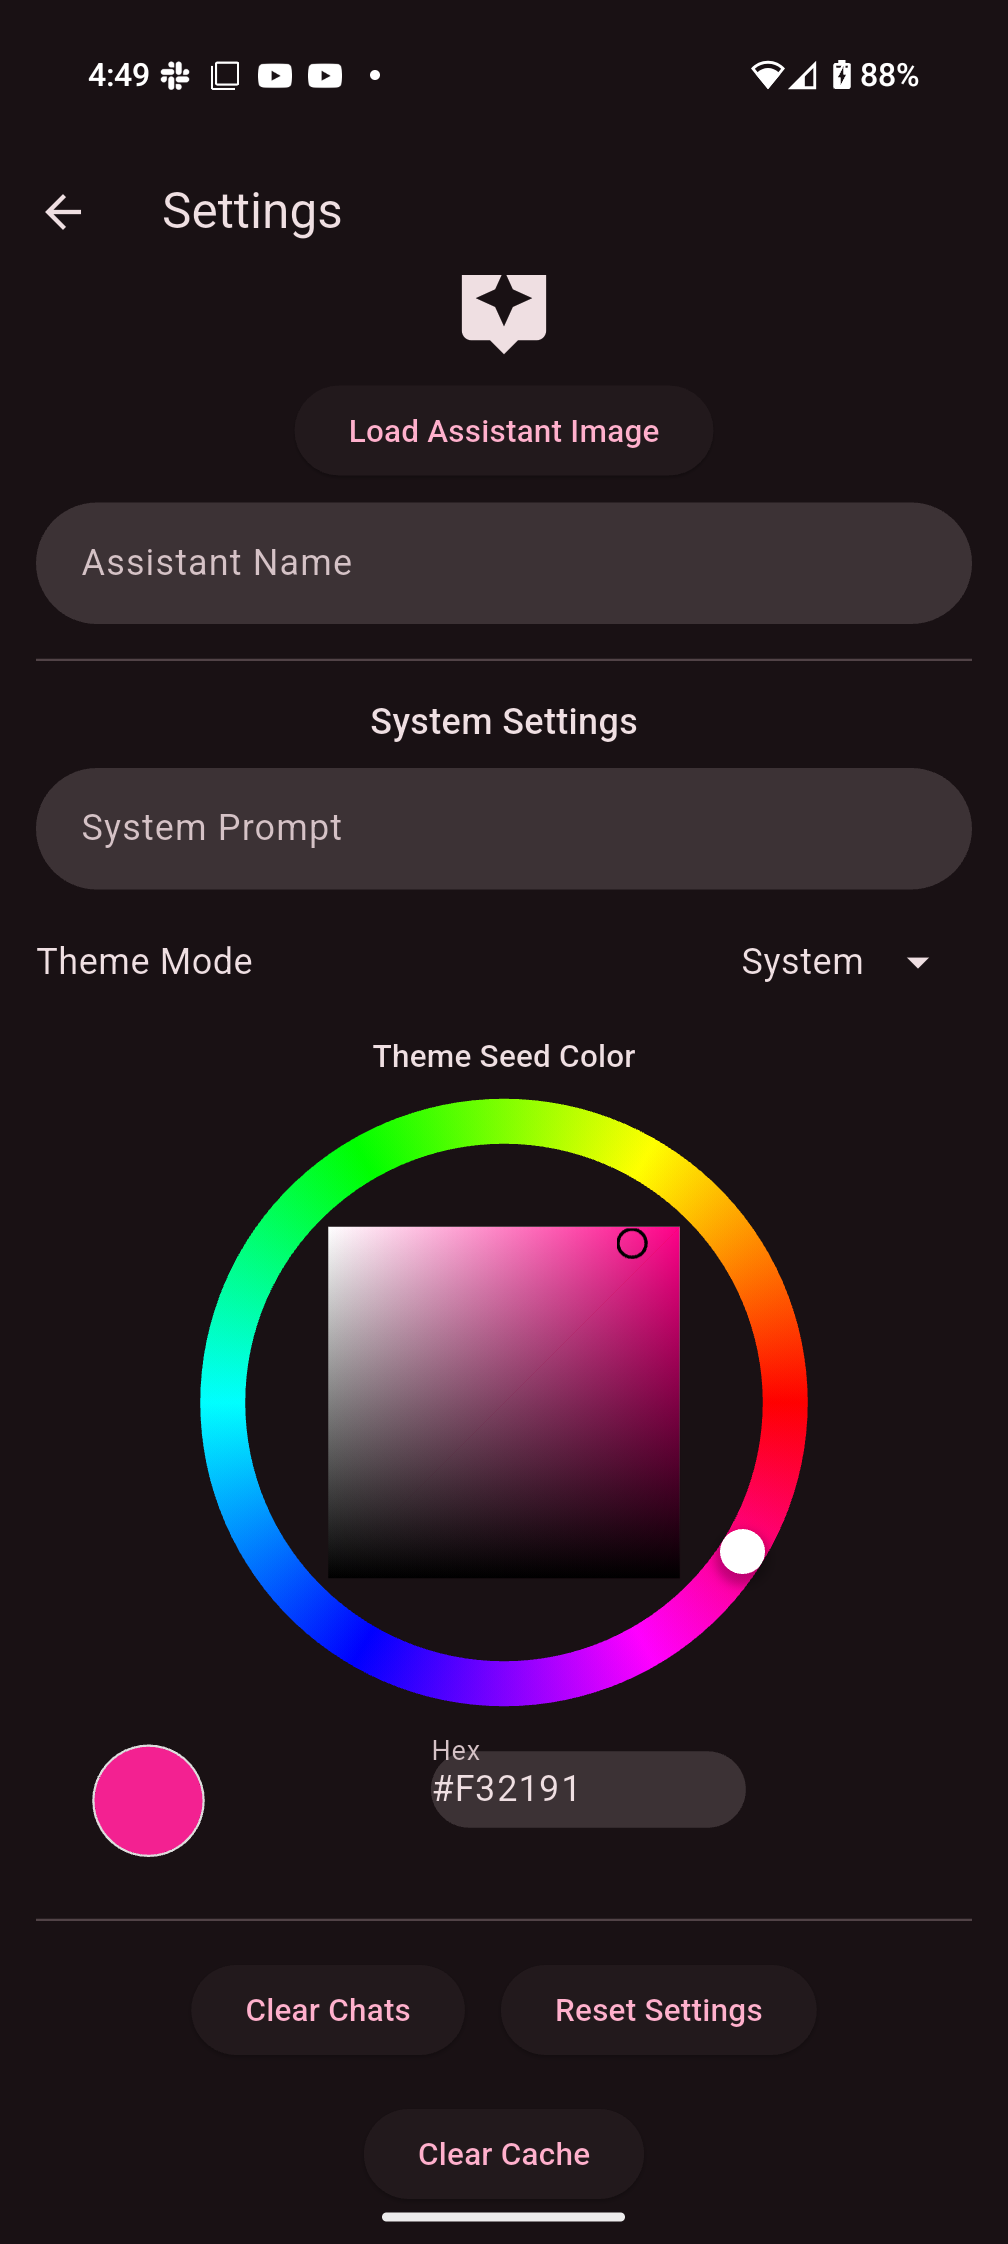 4:49 88%
Settings
Load Assistant Image
Assistant Name
System Settings
System Prompt
Theme Mode System
Theme Seed Color
Hex
#F32191
Clear Chats Reset Settings
Clear Cache